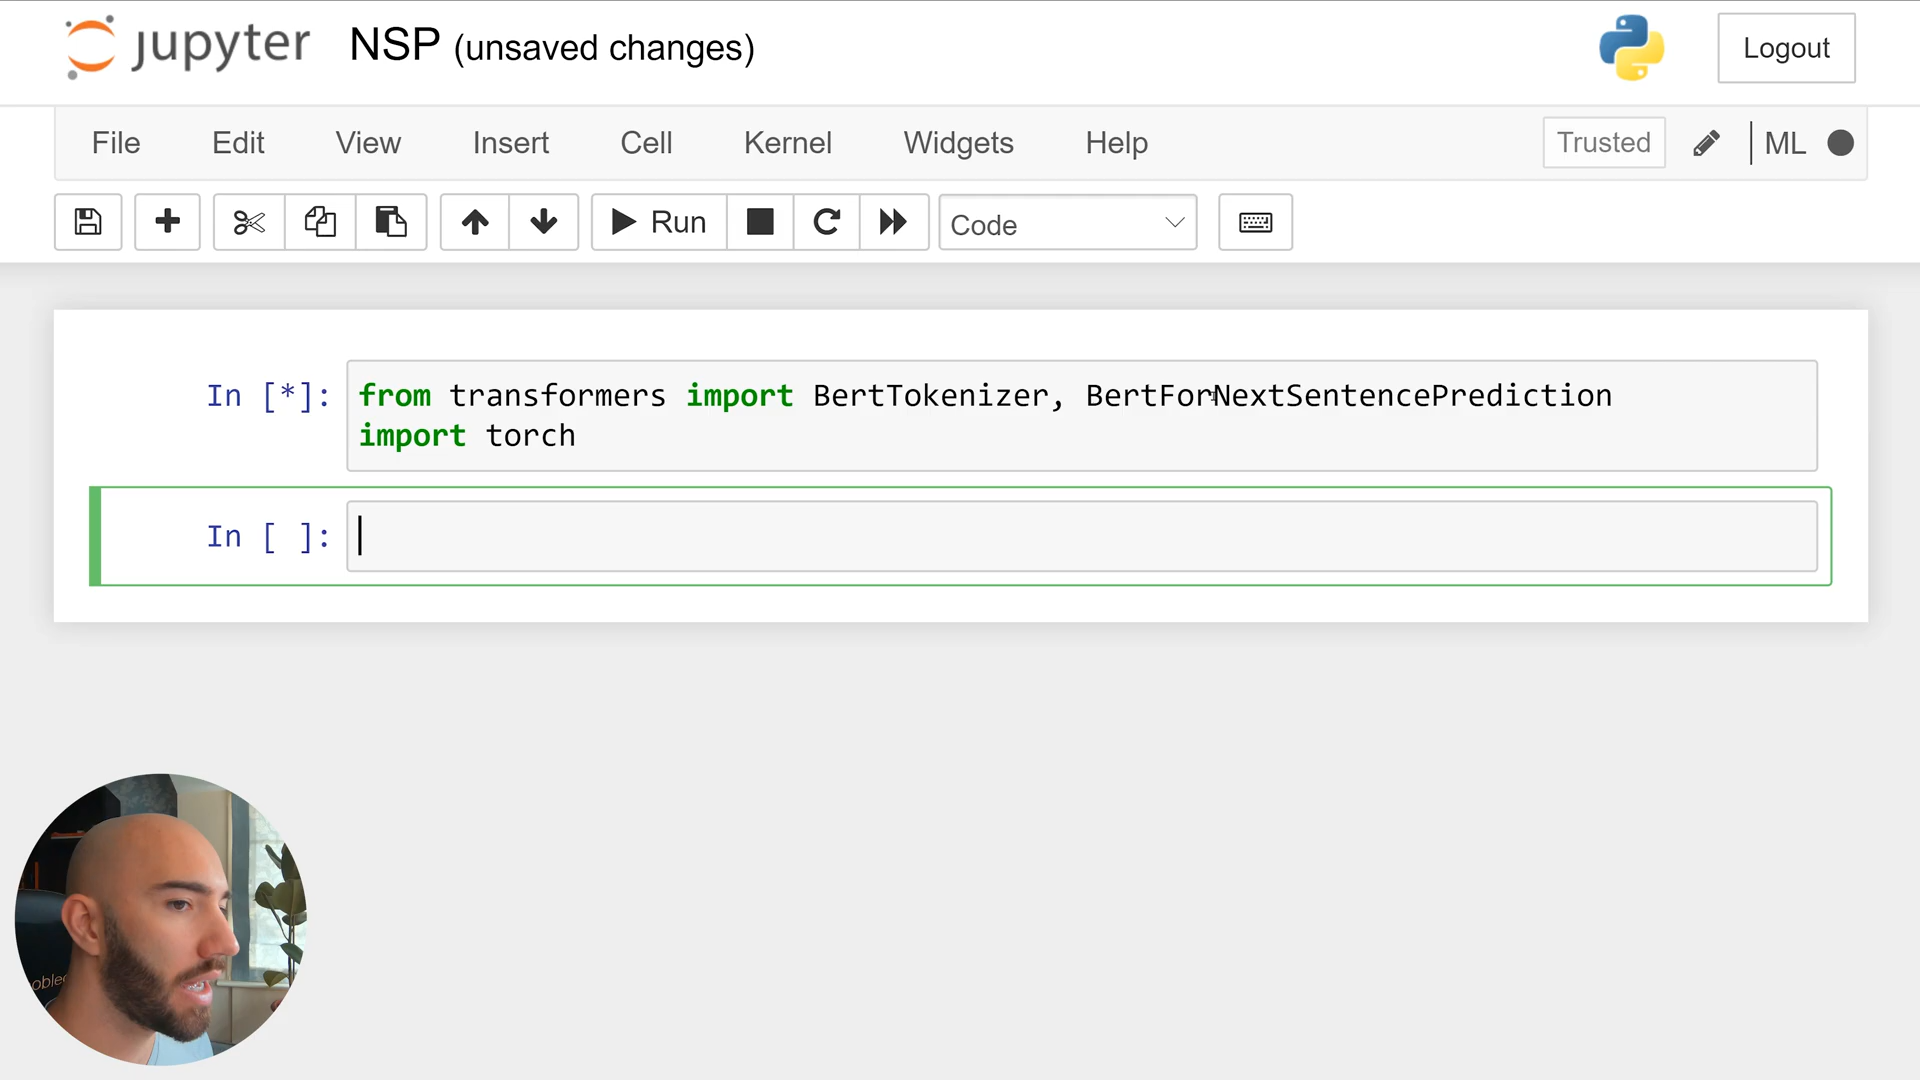 jupyter NSP (unsaved changes) Logout
File Edit View Insert Cell Kernel Widgets Help Trusted ML
Run Code
In [*]: from transformers import BertTokenizer, BertForNextSentencePrediction
import torch
In [ ]: